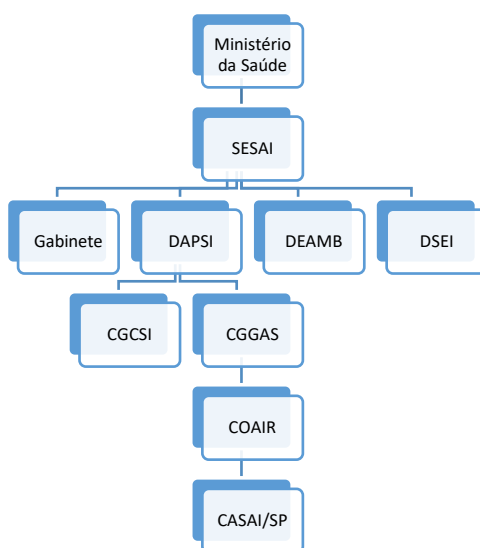 Ministério
da Saúde
SESAI
Gabinete
DAPSI
DEAMB
DSEI
CGCSI
CGGAS
COAIR
CASAI/SP